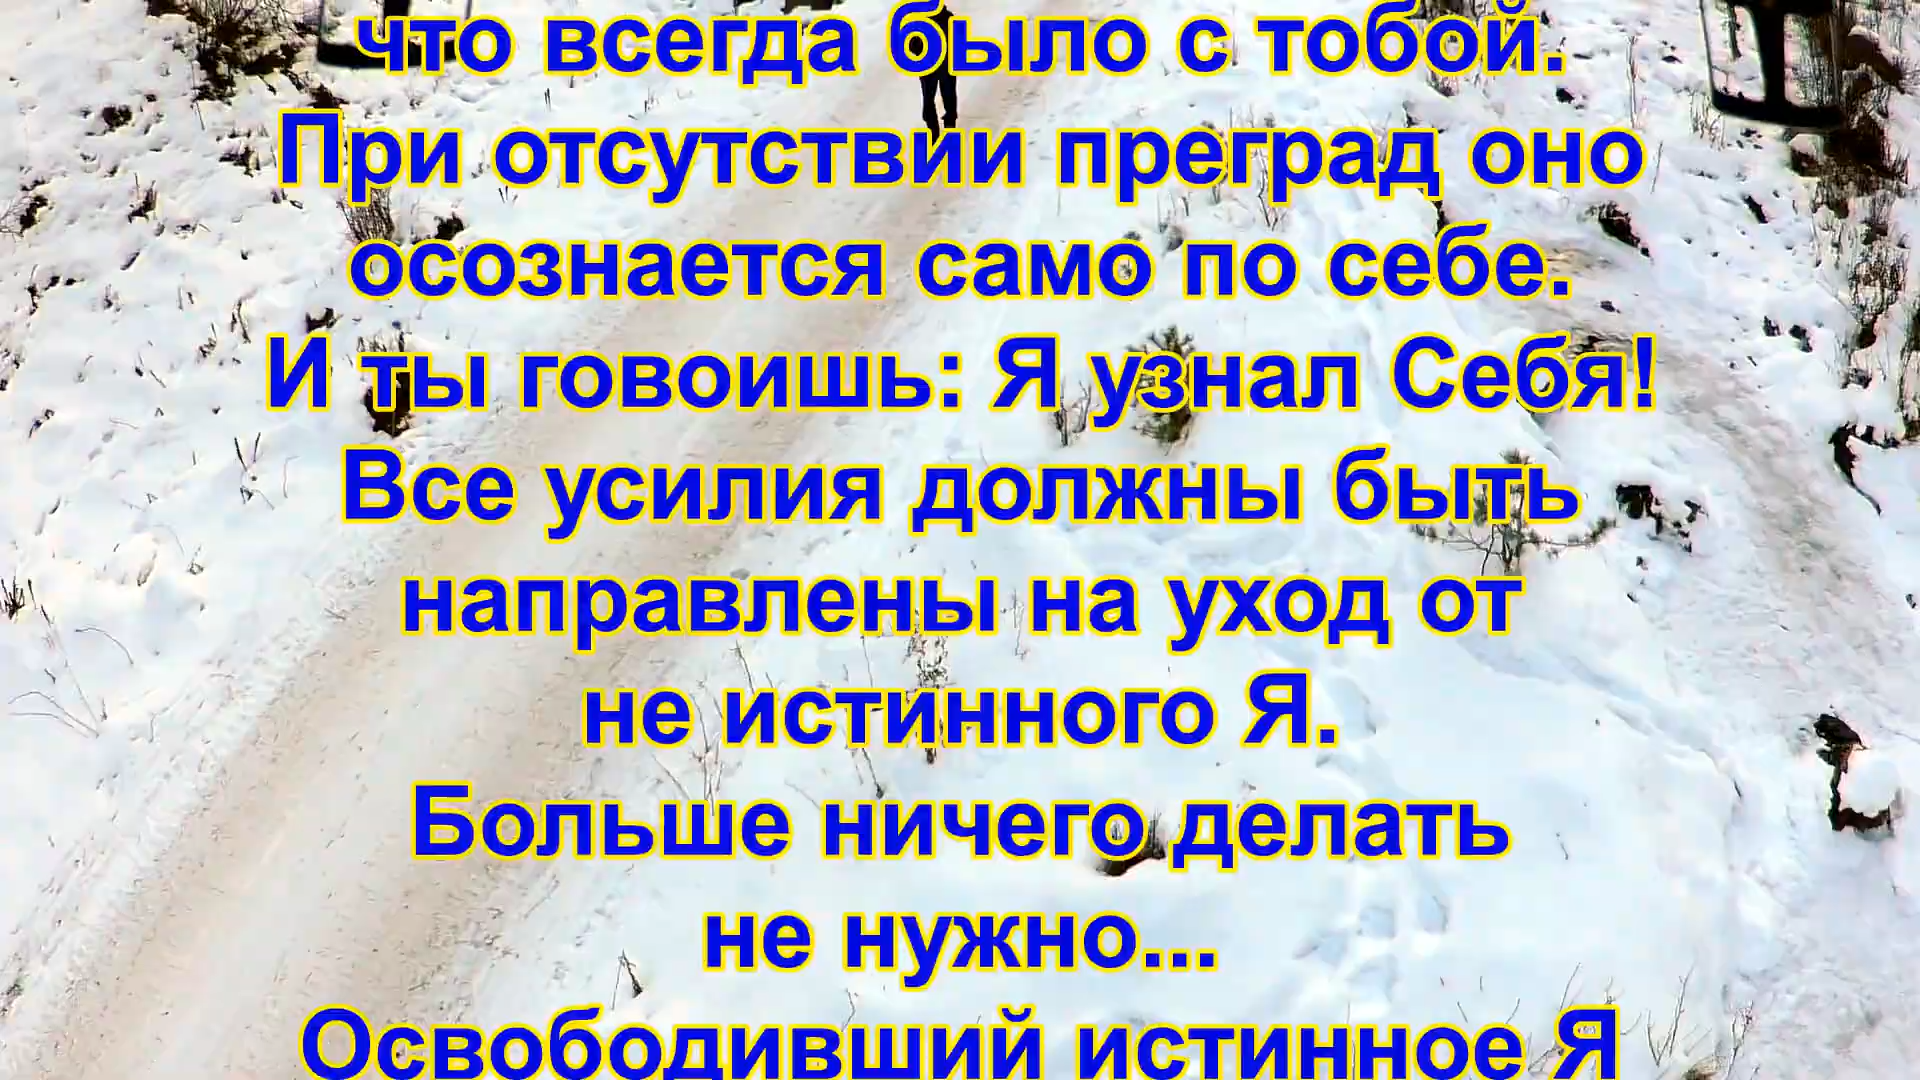 что всегда было с тобой.
При отсутствии преград оно
осознается само по себе.
И ты говоишь: Я узнал Себя!
Все усилия должны быть
направлены на уход от
не истинного Я.
Больше ничего делать
не нужно...
Освободивший истинное Я